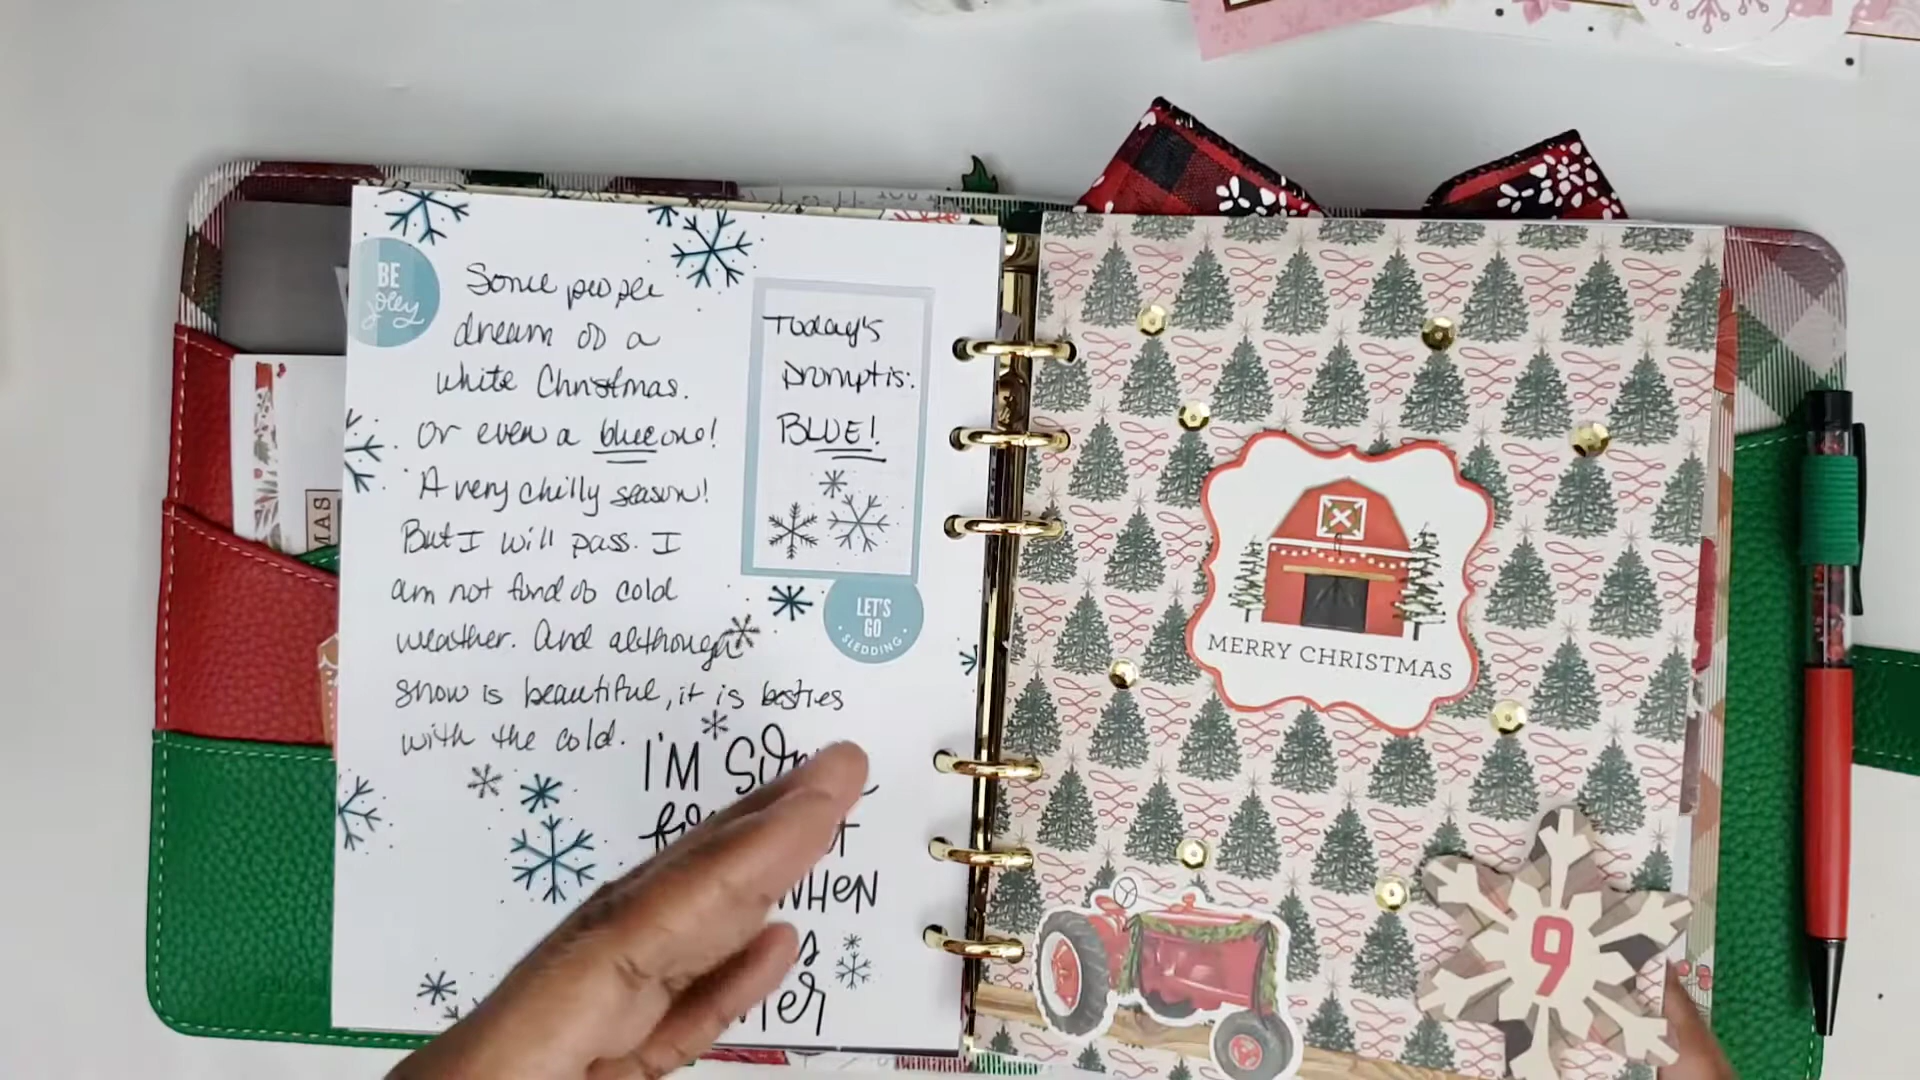 BE
jolly
Some people
dream of a
white Christmas.
Or even a blue one!
A very chilly season!
But I will pass. I
am not fond of cold
weather. And although
snow is beautiful, it is besties
with the cold.
Today's
Prompt is:
BLUE!
LET'S
GO
SLEDDING
I'M
WHEN
MAS
MERRY CHRISTMAS
9